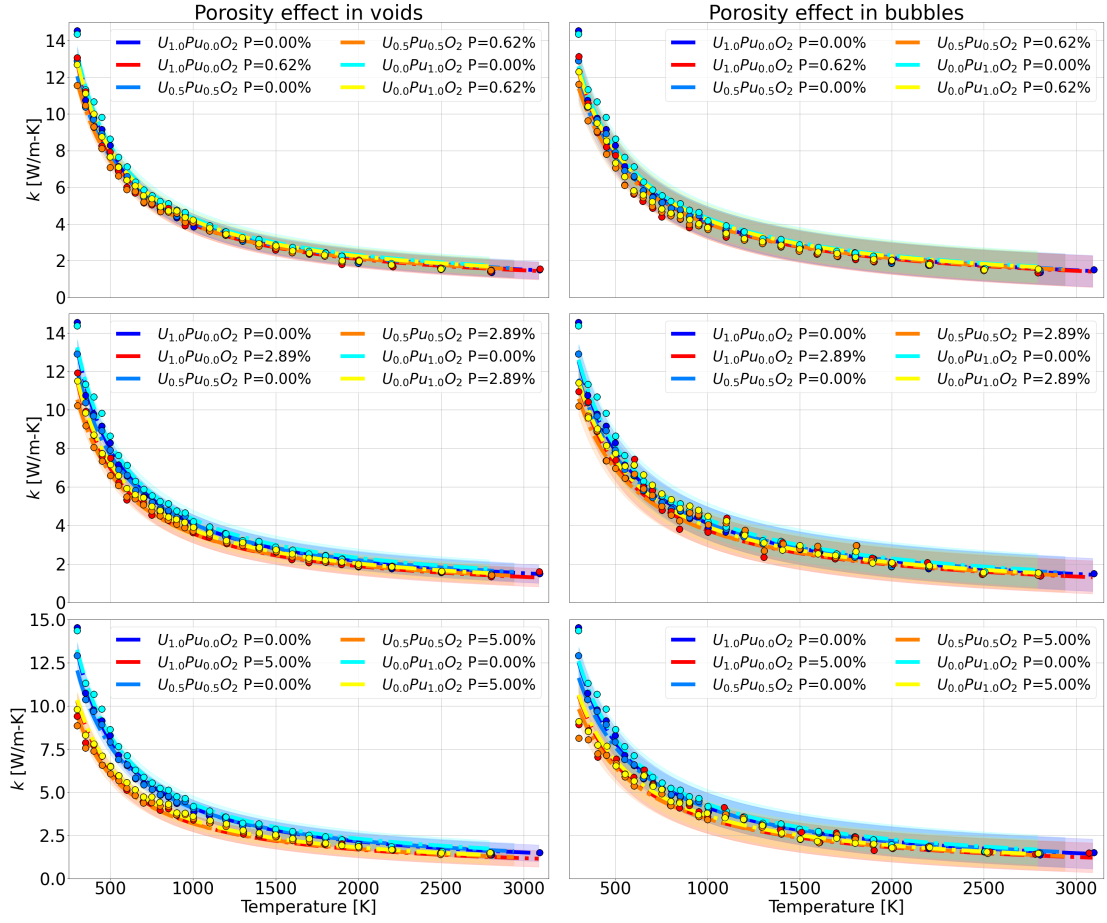 Porosity effect in voids
Porosity effect in bubbles
14
12
10
8
6
4
2
0
k [W/m-K]
U1.0Pu0.0O2 P=0.00%
U1.0Pu0.0O2 P=0.62%
U0.5Pu0.5O2 P=0.00%
U0.5Pu0.5O2 P=0.62%
U0.0Pu1.0O2 P=0.00%
U0.0Pu1.0O2 P=0.62%
U1.0Pu0.0O2 P=0.00%
U1.0Pu0.0O2 P=0.62%
U0.5Pu0.5O2 P=0.00%
U0.5Pu0.5O2 P=0.62%
U0.0Pu1.0O2 P=0.00%
U0.0Pu1.0O2 P=0.62%
14
12
10
8
6
4
2
0
k [W/m-K]
U1.0Pu0.0O2 P=0.00%
U1.0Pu0.0O2 P=2.89%
U0.5Pu0.5O2 P=0.00%
U0.5Pu0.5O2 P=2.89%
U0.0Pu1.0O2 P=0.00%
U0.0Pu1.0O2 P=2.89%
U1.0Pu0.0O2 P=0.00%
U1.0Pu0.0O2 P=2.89%
U0.5Pu0.5O2 P=0.00%
U0.5Pu0.5O2 P=2.89%
U0.0Pu1.0O2 P=0.00%
U0.0Pu1.0O2 P=2.89%
15.0
12.5
10.0
7.5
5.0
2.5
0.0
k [W/m-K]
U1.0Pu0.0O2 P=0.00%
U1.0Pu0.0O2 P=5.00%
U0.5Pu0.5O2 P=0.00%
U0.5Pu0.5O2 P=5.00%
U0.0Pu1.0O2 P=0.00%
U0.0Pu1.0O2 P=5.00%
U1.0Pu0.0O2 P=0.00%
U1.0Pu0.0O2 P=5.00%
U0.5Pu0.5O2 P=0.00%
U0.5Pu0.5O2 P=5.00%
U0.0Pu1.0O2 P=0.00%
U0.0Pu1.0O2 P=5.00%
500 1000 1500 2000 2500 3000
Temperature [K]
500 1000 1500 2000 2500 3000
Temperature [K]